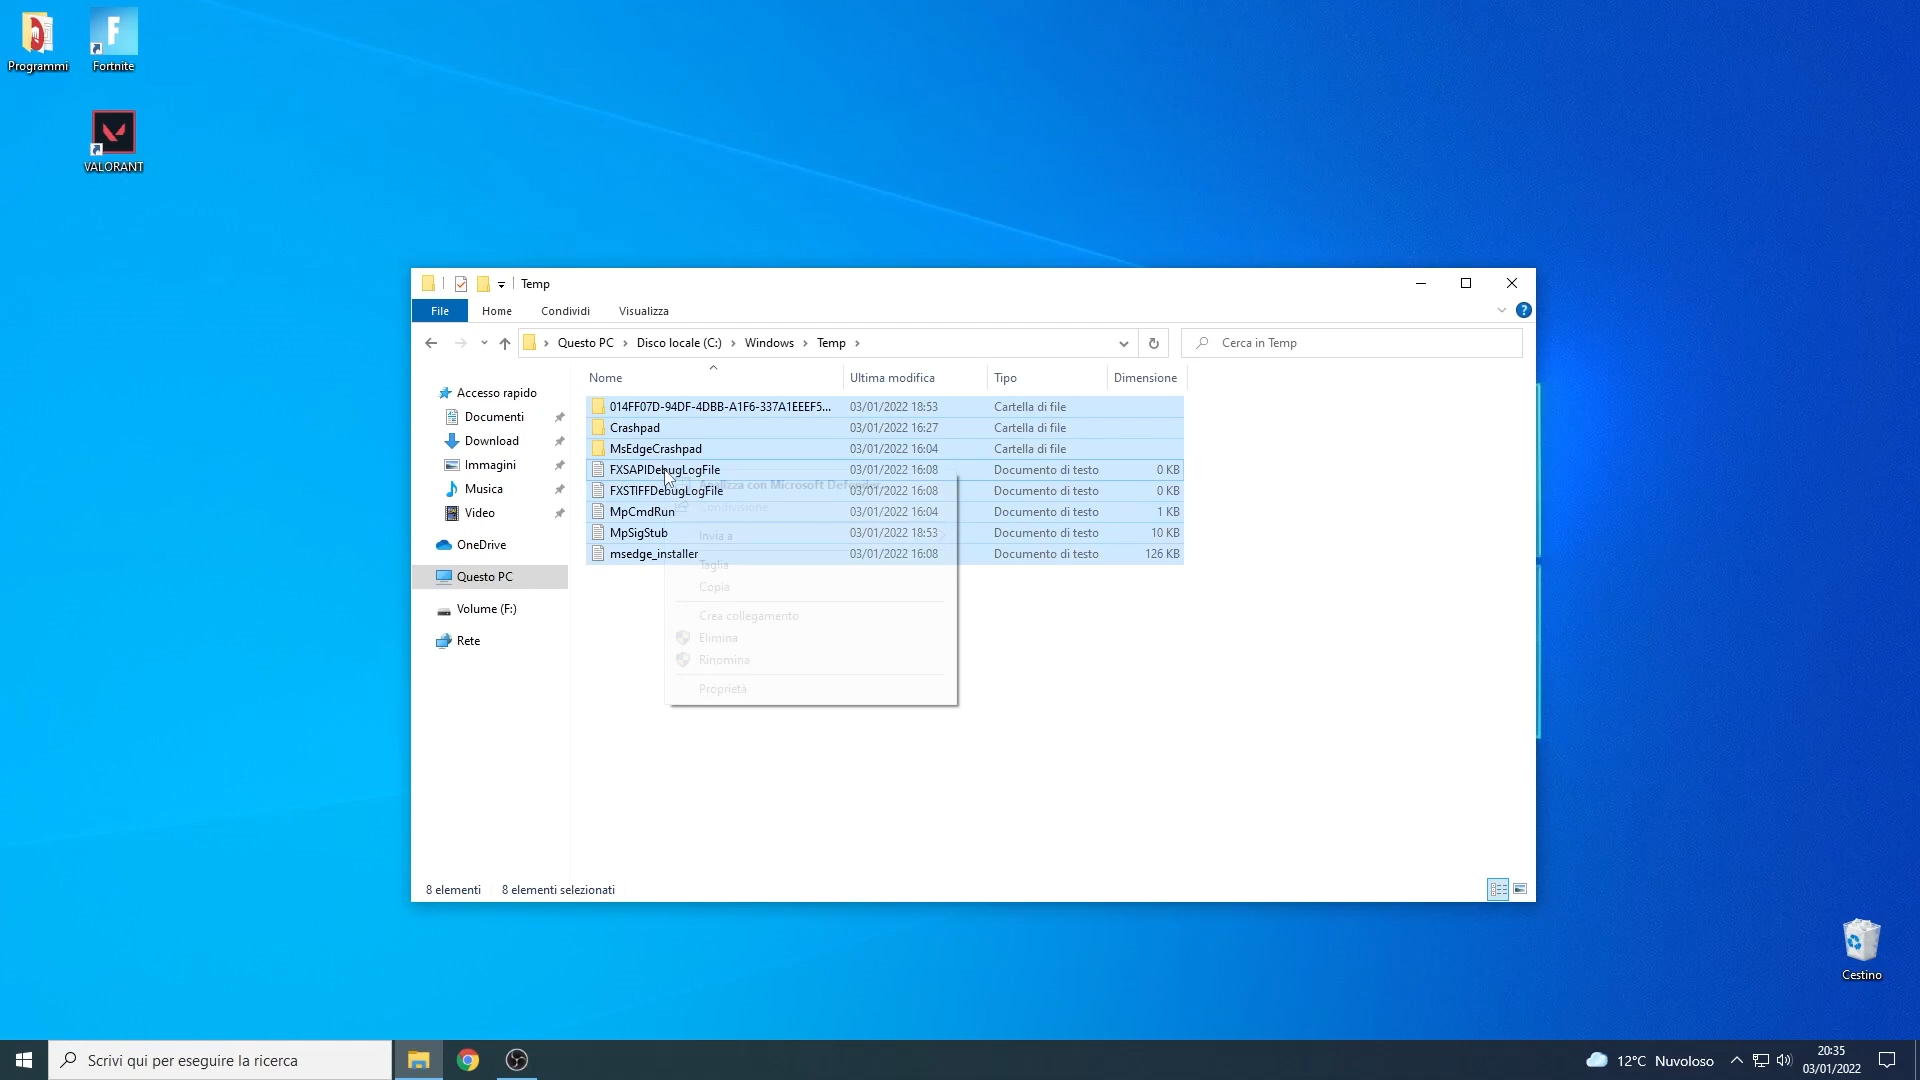 Programmi
Fortnite
VALORANT
Temp
File
Home
Condividi
Visualizza
Questo PC
Disco locale (C:)
Windows
Temp
Cerca in Temp
Nome
Ultima modifica
Tipo
Dimensione
Accesso rapido
Documenti
Download
Immagini
Musica
Video
OneDrive
Questo PC
Volume (F:)
Rete
014FF07D-94DF-4DBB-A1F6-337A1EEEF5... 03/01/2022 18:53 Cartella di file
Crashpad 03/01/2022 16:27 Cartella di file
MsEdgeCrashpad 03/01/2022 16:04 Cartella di file
FXSAPIDebugLogFile 03/01/2022 16:08 Documento di testo 0 KB
FXSTIFFDebugLogFile 03/01/2022 16:08 Documento di testo 0 KB
MpCmdRun 03/01/2022 16:04 Documento di testo 1 KB
MpSigStub 03/01/2022 18:53 Documento di testo 10 KB
msedge_installer 03/01/2022 16:08 Documento di testo 126 KB
Analizza con Microsoft Defender...
Condivisione
Invia a
Taglia
Copia
Crea collegamento
Elimina
Rinomina
Proprietà
8 elementi
8 elementi selezionati
Cestino
Scrivi qui per eseguire la ricerca
12°C Nuvoloso
20:35
03/01/2022